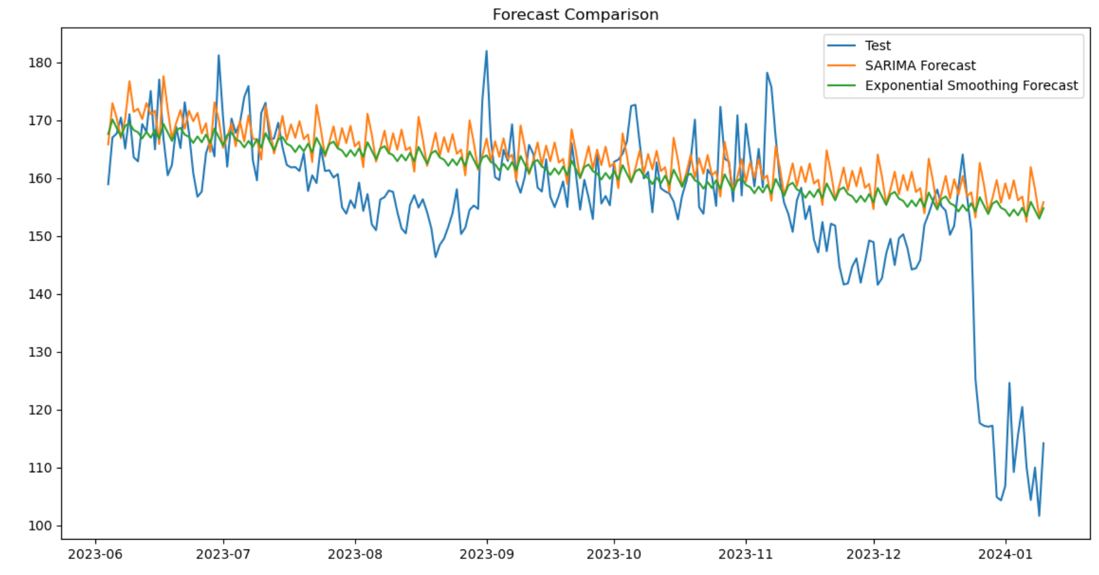 Forecast Comparison
Test
SARIMA Forecast
Exponential Smoothing Forecast
180
170
160
150
140
130
120
110
100
2023-06 2023-07 2023-08 2023-09 2023-10 2023-11 2023-12 2024-01